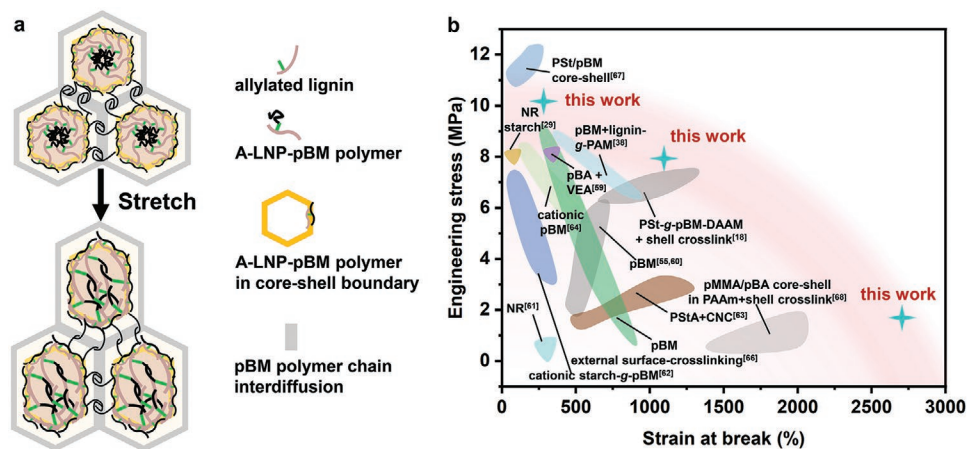 a
allylated lignin
A-LNP-pBM polymer
Stretch
A-LNP-pBM polymer
in core-shell boundary
pBM polymer chain
interdiffusion
b
Engineering stress (MPa)
12
10
8
6
4
2
0
PSt/pBM
core-shell[67]
this work
NR
starch[29]
pBM+lignin-
g-PAM[38]
this work
pBA +
VEA[59]
cationic
pBM[64]
PSt-g-pBM-DAAM
+ shell crosslink[18]
pBM[55,60]
pMMA/pBA core-shell
in PAAm+shell crosslink[68]
this work
NR[61]
PStA+CNC[63]
pBM
external surface-crosslinking[66]
cationic starch-g-pBM[62]
0
500
1000
1500
2000
2500
3000
Strain at break (%)